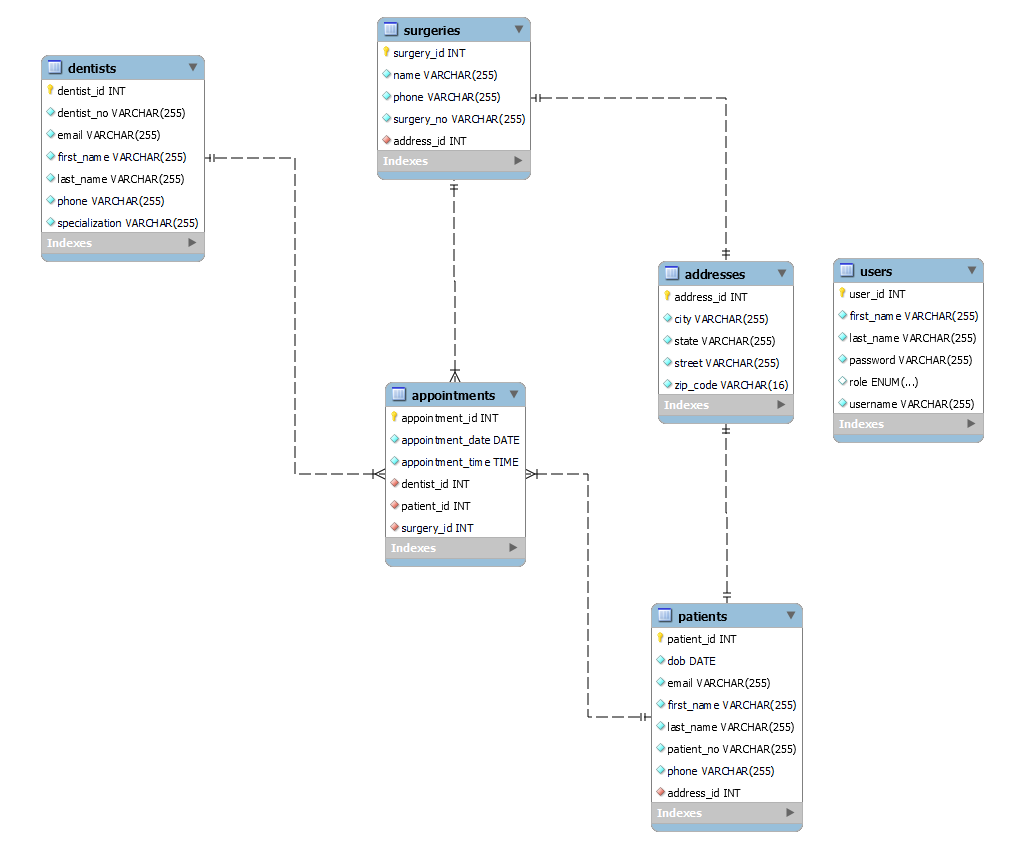 surgeries
surgery_id INT
name VARCHAR(255)
phone VARCHAR(255)
surgery_no VARCHAR(255)
address_id INT
Indexes
dentists
dentist_id INT
dentist_no VARCHAR(255)
email VARCHAR(255)
first_name VARCHAR(255)
last_name VARCHAR(255)
phone VARCHAR(255)
specialization VARCHAR(255)
Indexes
addresses
address_id INT
city VARCHAR(255)
state VARCHAR(255)
street VARCHAR(255)
zip_code VARCHAR(16)
Indexes
users
user_id INT
first_name VARCHAR(255)
last_name VARCHAR(255)
password VARCHAR(255)
role ENUM(...)
username VARCHAR(255)
Indexes
appointments
appointment_id INT
appointment_date DATE
appointment_time TIME
dentist_id INT
patient_id INT
surgery_id INT
Indexes
patients
patient_id INT
dob DATE
email VARCHAR(255)
first_name VARCHAR(255)
last_name VARCHAR(255)
patient_no VARCHAR(255)
phone VARCHAR(255)
address_id INT
Indexes